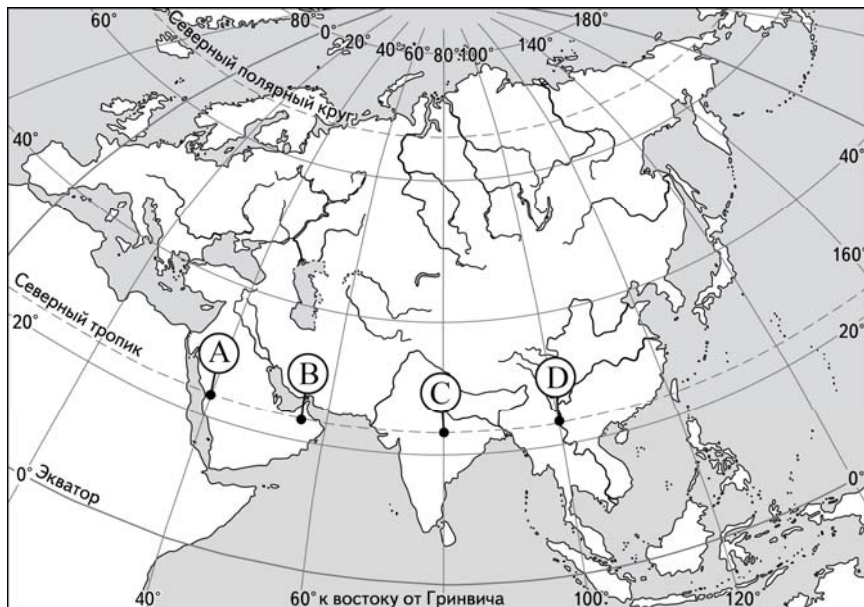 60° 80° 0° 20° 40° 60° 80° 100° 140° 180°
Северный полярный круг
40° 40°
A B C D
160°
Северный тропик
20° 20°
0° Экватор 0°
40° 60° к востоку от Гринвича 100° 120°